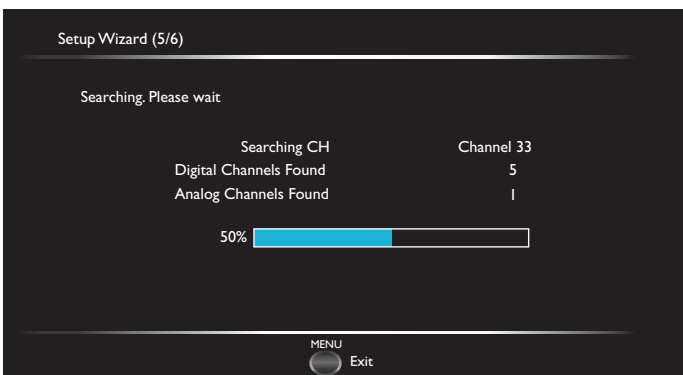 Setup Wizard (5/6)
Searching. Please wait
Searching CH Channel 33
Digital Channels Found 5
Analog Channels Found 1
50%
MENU
Exit